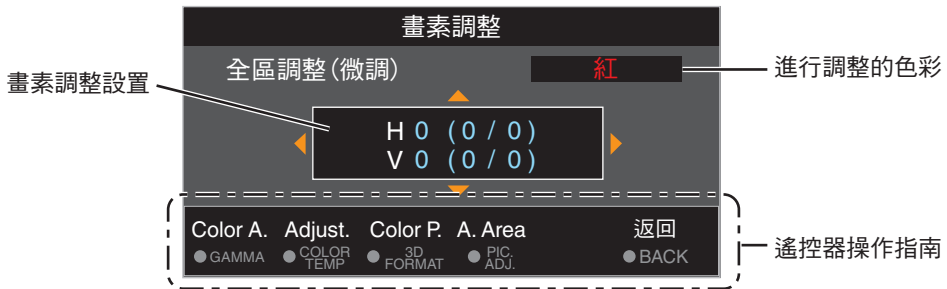 畫素調整
全區調整(微調)
紅
進行調整的色彩
畫素調整設置
H 0 (0 / 0)
V 0 (0 / 0)
Color A. Adjust. Color P. A. Area 返回
GAMMA COLOR TEMP 3D FORMAT PIC. ADJ. BACK
遙控器操作指南